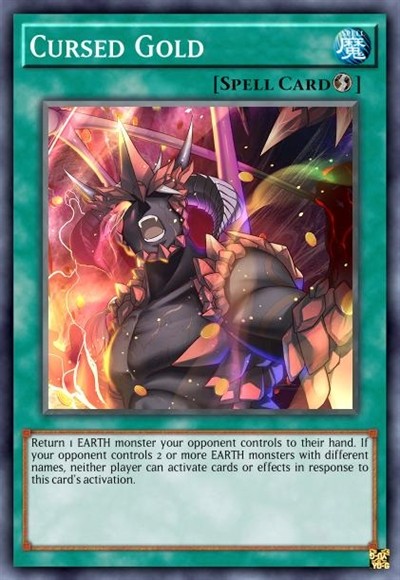 CURSED GOLD
SPELL
魔
[SPELL CARD]
Return 1 EARTH monster your opponent controls to their hand. If
your opponent controls 2 or more EARTH monsters with different
names, neither player can activate cards or effects in response to
this card's activation.